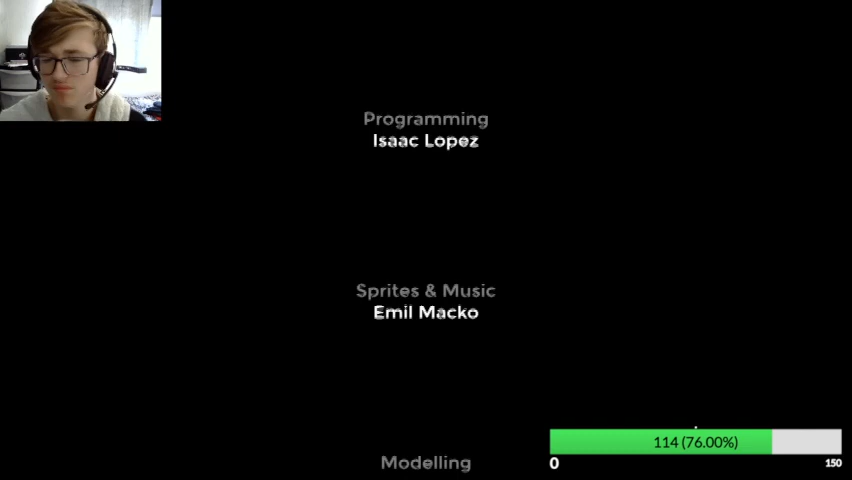 Programming
Isaac Lopez
Sprites & Music
Emil Macko
Modelling
114 (76.00%)
0
150